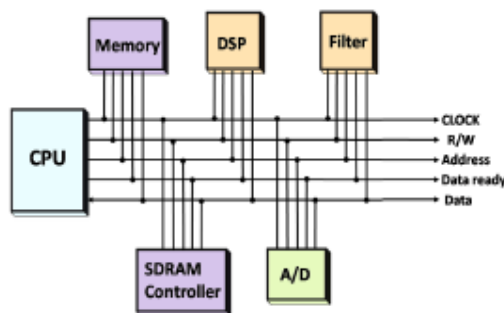 Memory
DSP
Filter
CPU
CLOCK
R/W
Address
Data ready
Data
SDRAM
Controller
A/D